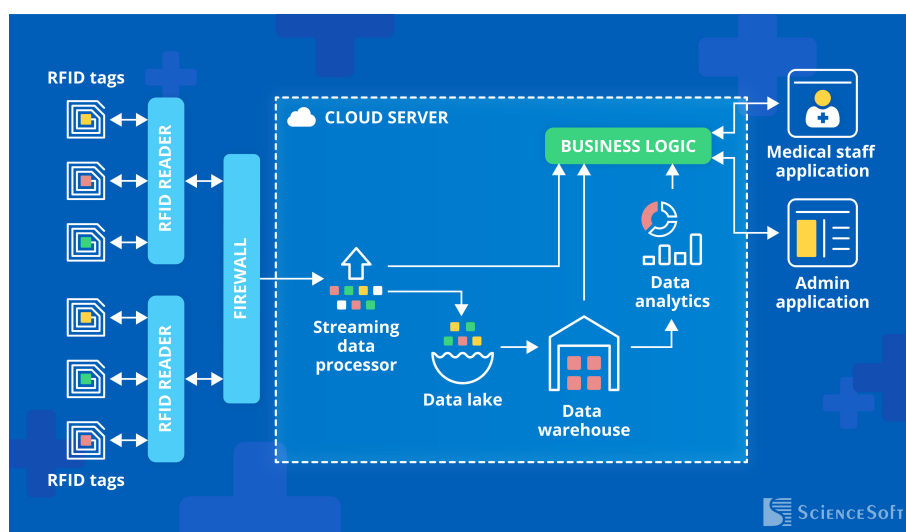 RFID tags
RFID READER
RFID READER
RFID tags
FIREWALL
CLOUD SERVER
Streaming
data
processor
Data lake
Data
warehouse
Data
analytics
BUSINESS LOGIC
Medical staff
application
Admin
application
ScienceSoft